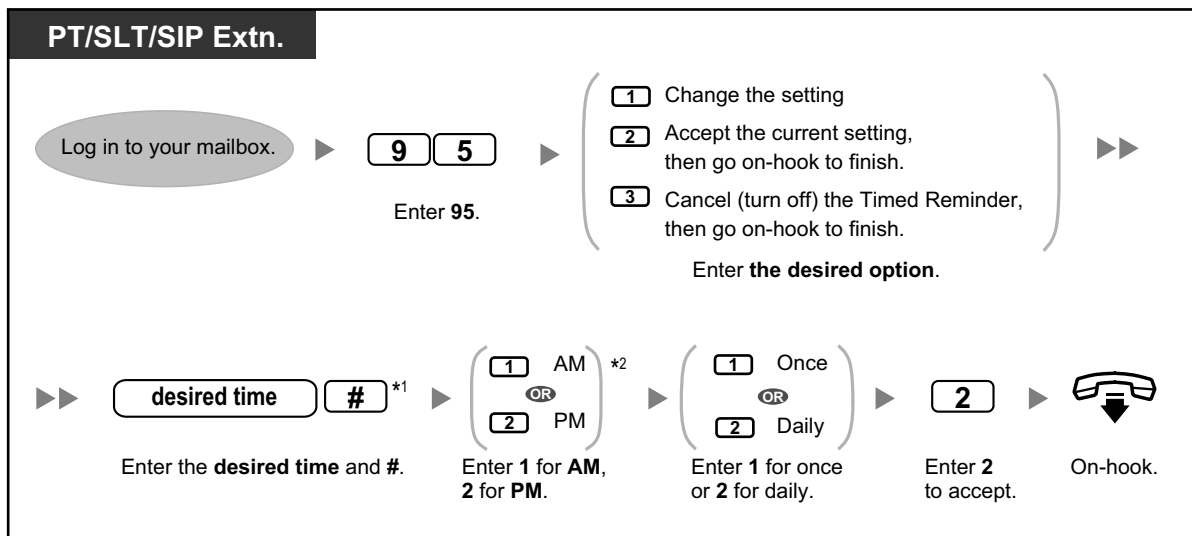 PT/SLT/SIP Extn.
Log in to your mailbox.
9 5
Enter 95.
1 Change the setting
2 Accept the current setting,
then go on-hook to finish.
3 Cancel (turn off) the Timed Reminder,
then go on-hook to finish.
Enter the desired option.
desired time # *1
Enter the desired time and #.
1 AM *2
OR
2 PM
Enter 1 for AM,
2 for PM.
1 Once
OR
2 Daily
Enter 1 for once
or 2 for daily.
2
Enter 2
to accept.
On-hook.